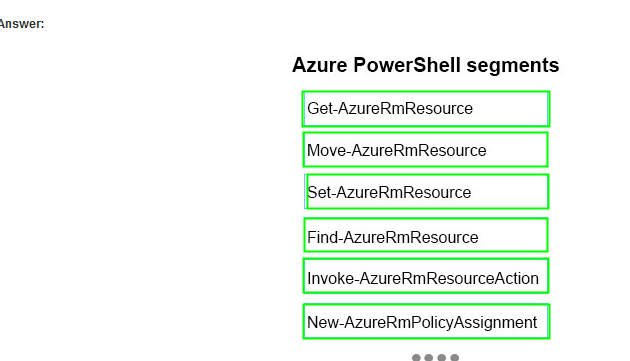 Answer:
Azure PowerShell segments
Get-AzureRmResource
Move-AzureRmResource
Set-AzureRmResource
Find-AzureRmResource
Invoke-AzureRmResourceAction
New-AzureRmPolicyAssignment